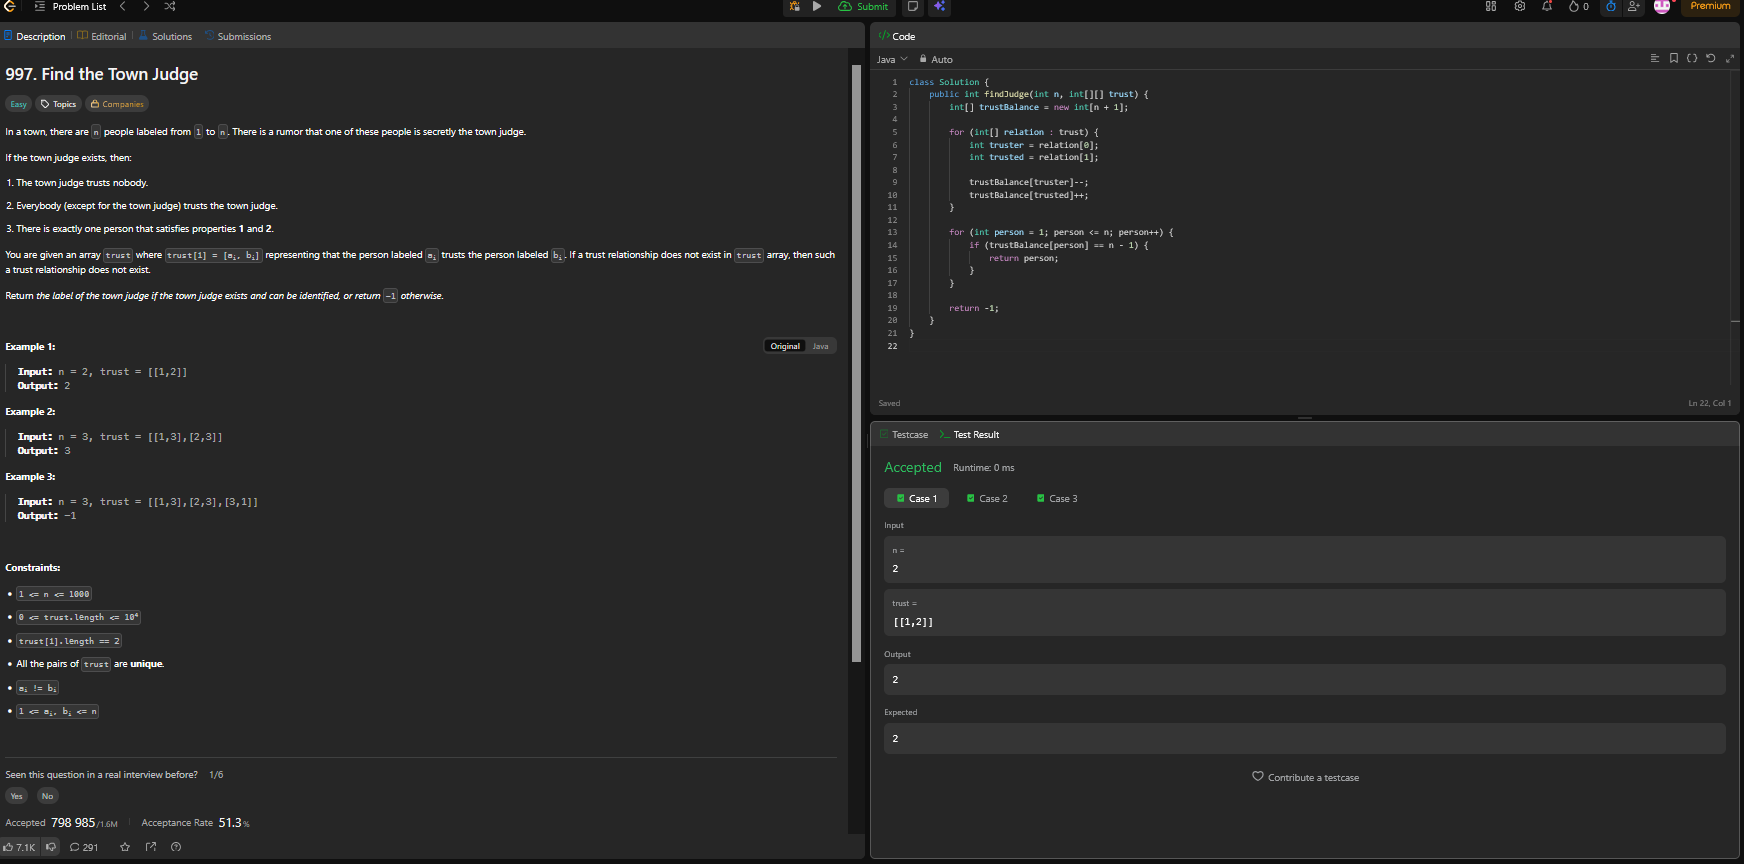 Problem List
Submit
0
Premium
Description
Editorial
Solutions
Submissions
997. Find the Town Judge
Easy
Topics
Companies
In a town, there are n people labeled from 1 to n. There is a rumor that one of these people is secretly the town judge.
If the town judge exists, then:
1. The town judge trusts nobody.
2. Everybody (except for the town judge) trusts the town judge.
3. There is exactly one person that satisfies properties 1 and 2.
You are given an array trust where trust[i] = [aᵢ, bᵢ] representing that the person labeled aᵢ trusts the person labeled bᵢ. If a trust relationship does not exist in trust array, then such
a trust relationship does not exist.
Return the label of the town judge if the town judge exists and can be identified, or return -1 otherwise.
Example 1:
Original
Java
Input: n = 2, trust = [[1,2]]
Output: 2
Example 2:
Input: n = 3, trust = [[1,3],[2,3]]
Output: 3
Example 3:
Input: n = 3, trust = [[1,3],[2,3],[3,1]]
Output: -1
Constraints:
• 1 <= n <= 1000
• 0 <= trust.length <= 10⁴
• trust[i].length == 2
• All the pairs of trust are unique.
• aᵢ != bᵢ
• 1 <= aᵢ, bᵢ <= n
Seen this question in a real interview before? 1/6
Yes
No
Accepted 798 985/1.6M
Acceptance Rate 51.3%
7.1K
291
</> Code
Java
Auto
1 class Solution {
2 public int findJudge(int n, int[][] trust) {
3 int[] trustBalance = new int[n + 1];
4
5 for (int[] relation : trust) {
6 int truster = relation[0];
7 int trusted = relation[1];
8
9 trustBalance[truster]--;
10 trustBalance[trusted]++;
11 }
12
13 for (int person = 1; person <= n; person++) {
14 if (trustBalance[person] == n - 1) {
15 return person;
16 }
17 }
18
19 return -1;
20 }
21 }
22
Saved
Ln 22, Col 1
Testcase
>_ Test Result
Accepted
Runtime: 0 ms
Case 1
Case 2
Case 3
Input
n =
2
trust =
[[1,2]]
Output
2
Expected
2
Contribute a testcase